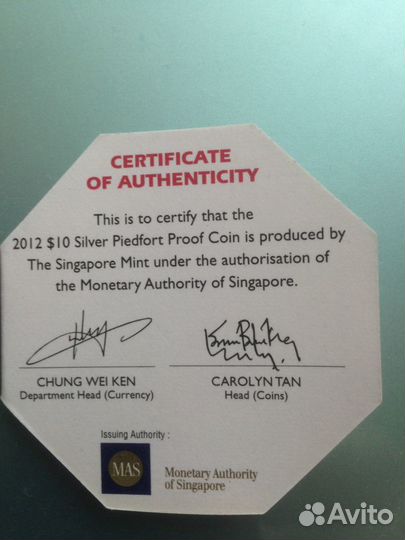 CERTIFICATE
OF AUTHENTICITY
This is to certify that the
2012 $10 Silver Piedfort Proof Coin is produced by
The Singapore Mint under the authorisation of
the Monetary Authority of Singapore.
CHUNG WEI KEN
Department Head (Currency)
CAROLYN TAN
Head (Coins)
Issuing Authority :
MAS
Monetary Authority
of Singapore
Avito